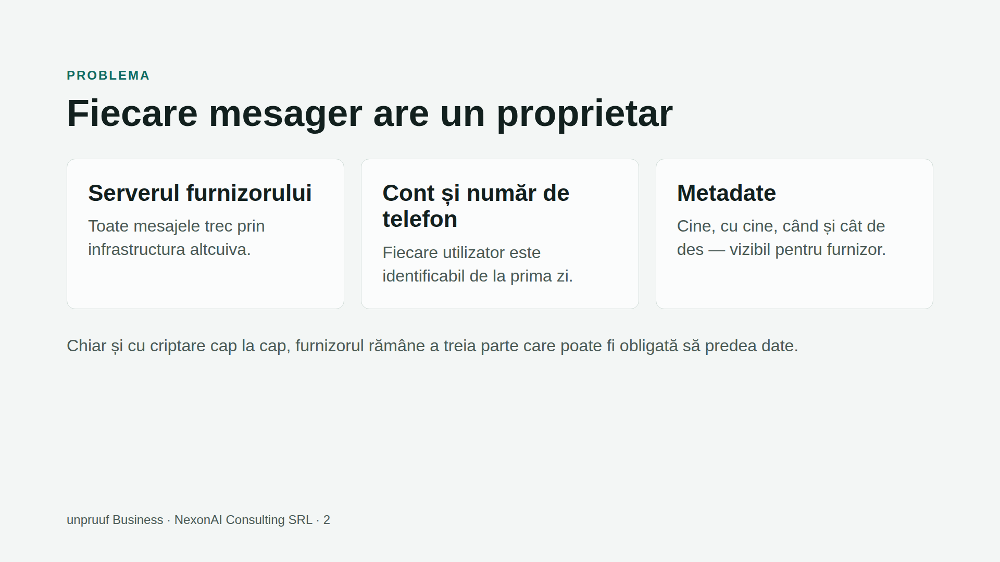 PROBLEMA
Fiecare mesager are un proprietar
Serverul furnizorului
Toate mesajele trec prin
infrastructura altcuiva.
Cont și număr de
telefon
Fiecare utilizator este
identificabil de la prima zi.
Metadate
Cine, cu cine, când și cât de
des — vizibil pentru furnizor.
Chiar și cu criptare cap la cap, furnizorul rămâne a treia parte care poate fi obligată să predea date.
unpruuf Business · NexonAI Consulting SRL · 2